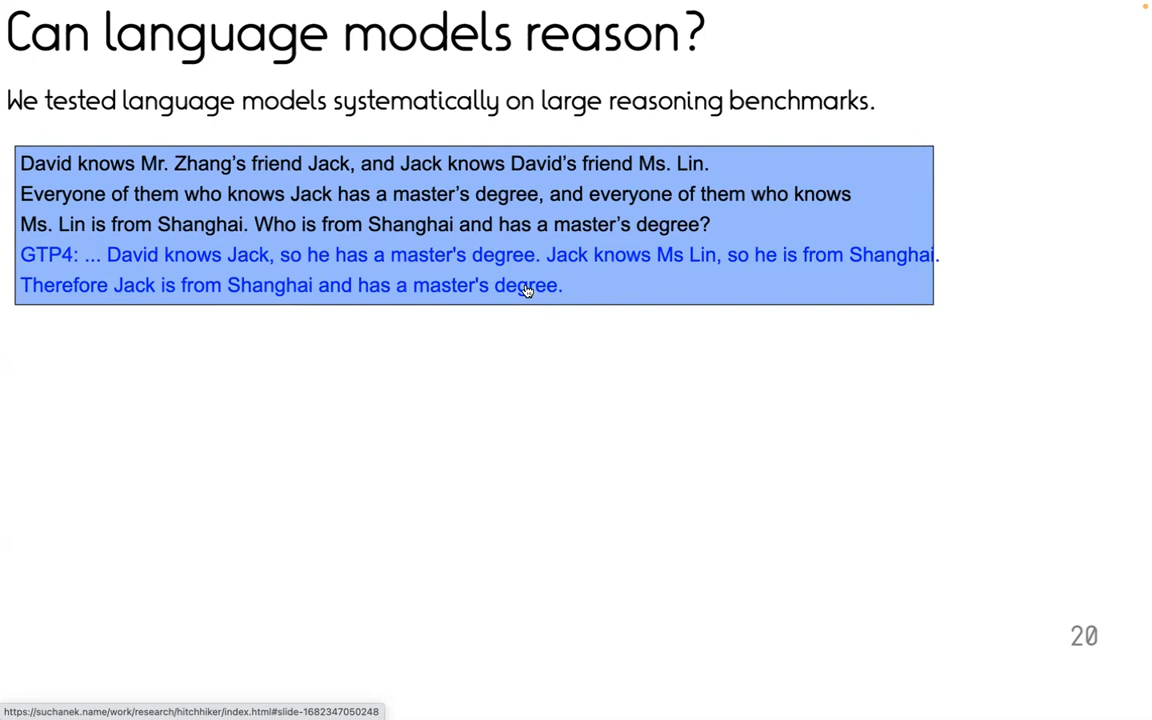 Can language models reason?
We tested language models systematically on large reasoning benchmarks.
David knows Mr. Zhang's friend Jack, and Jack knows David's friend Ms. Lin.
Everyone of them who knows Jack has a master's degree, and everyone of them who knows
Ms. Lin is from Shanghai. Who is from Shanghai and has a master's degree?
GTP4: ... David knows Jack, so he has a master's degree. Jack knows Ms Lin, so he is from Shanghai.
Therefore Jack is from Shanghai and has a master's degree.
20
https://suchanek.name/work/research/hitchhiker/index.html#slide-1682347050248